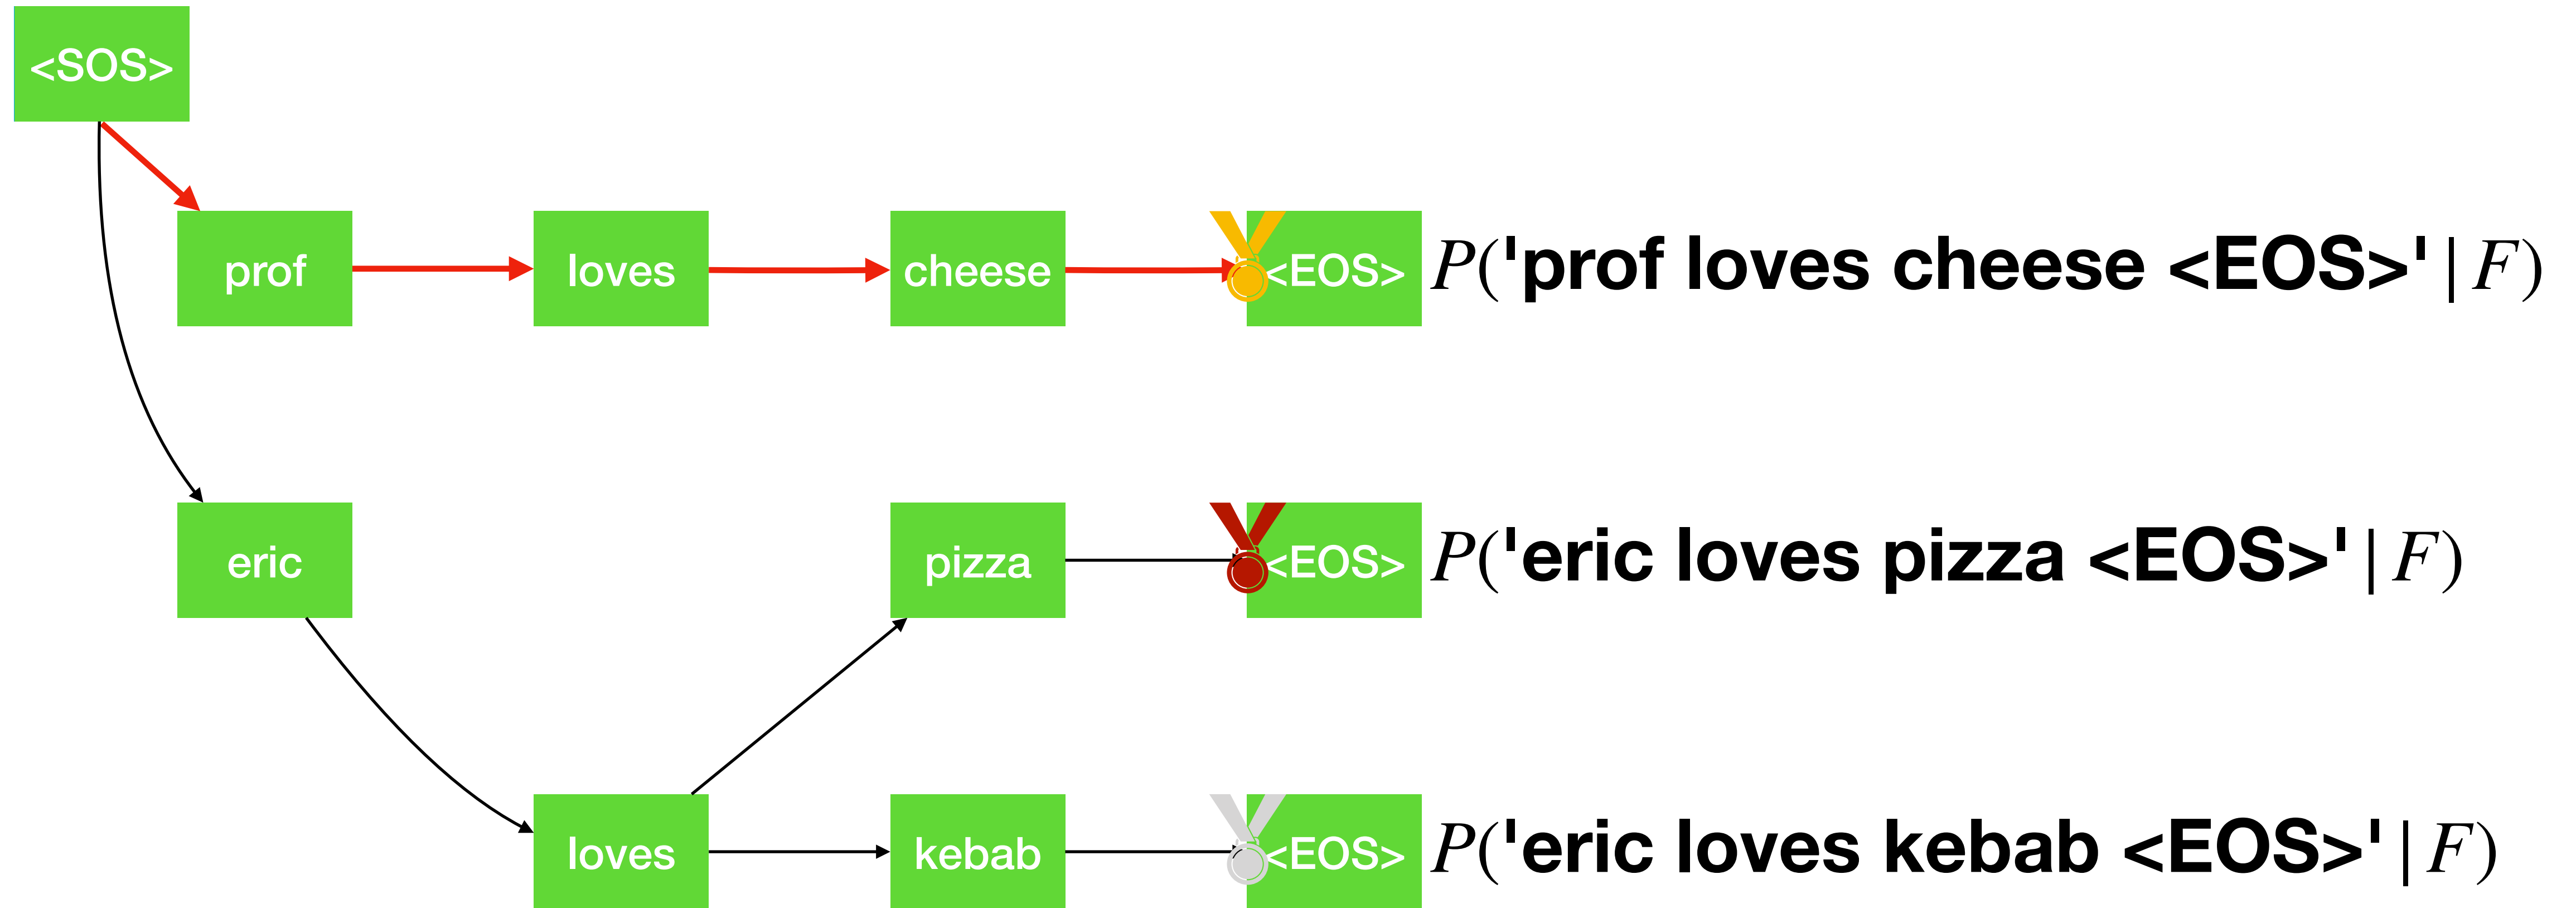 <SOS>
prof loves cheese <EOS> P('prof loves cheese <EOS>' | F)
eric pizza <EOS> P('eric loves pizza <EOS>' | F)
loves kebab <EOS> P('eric loves kebab <EOS>' | F)